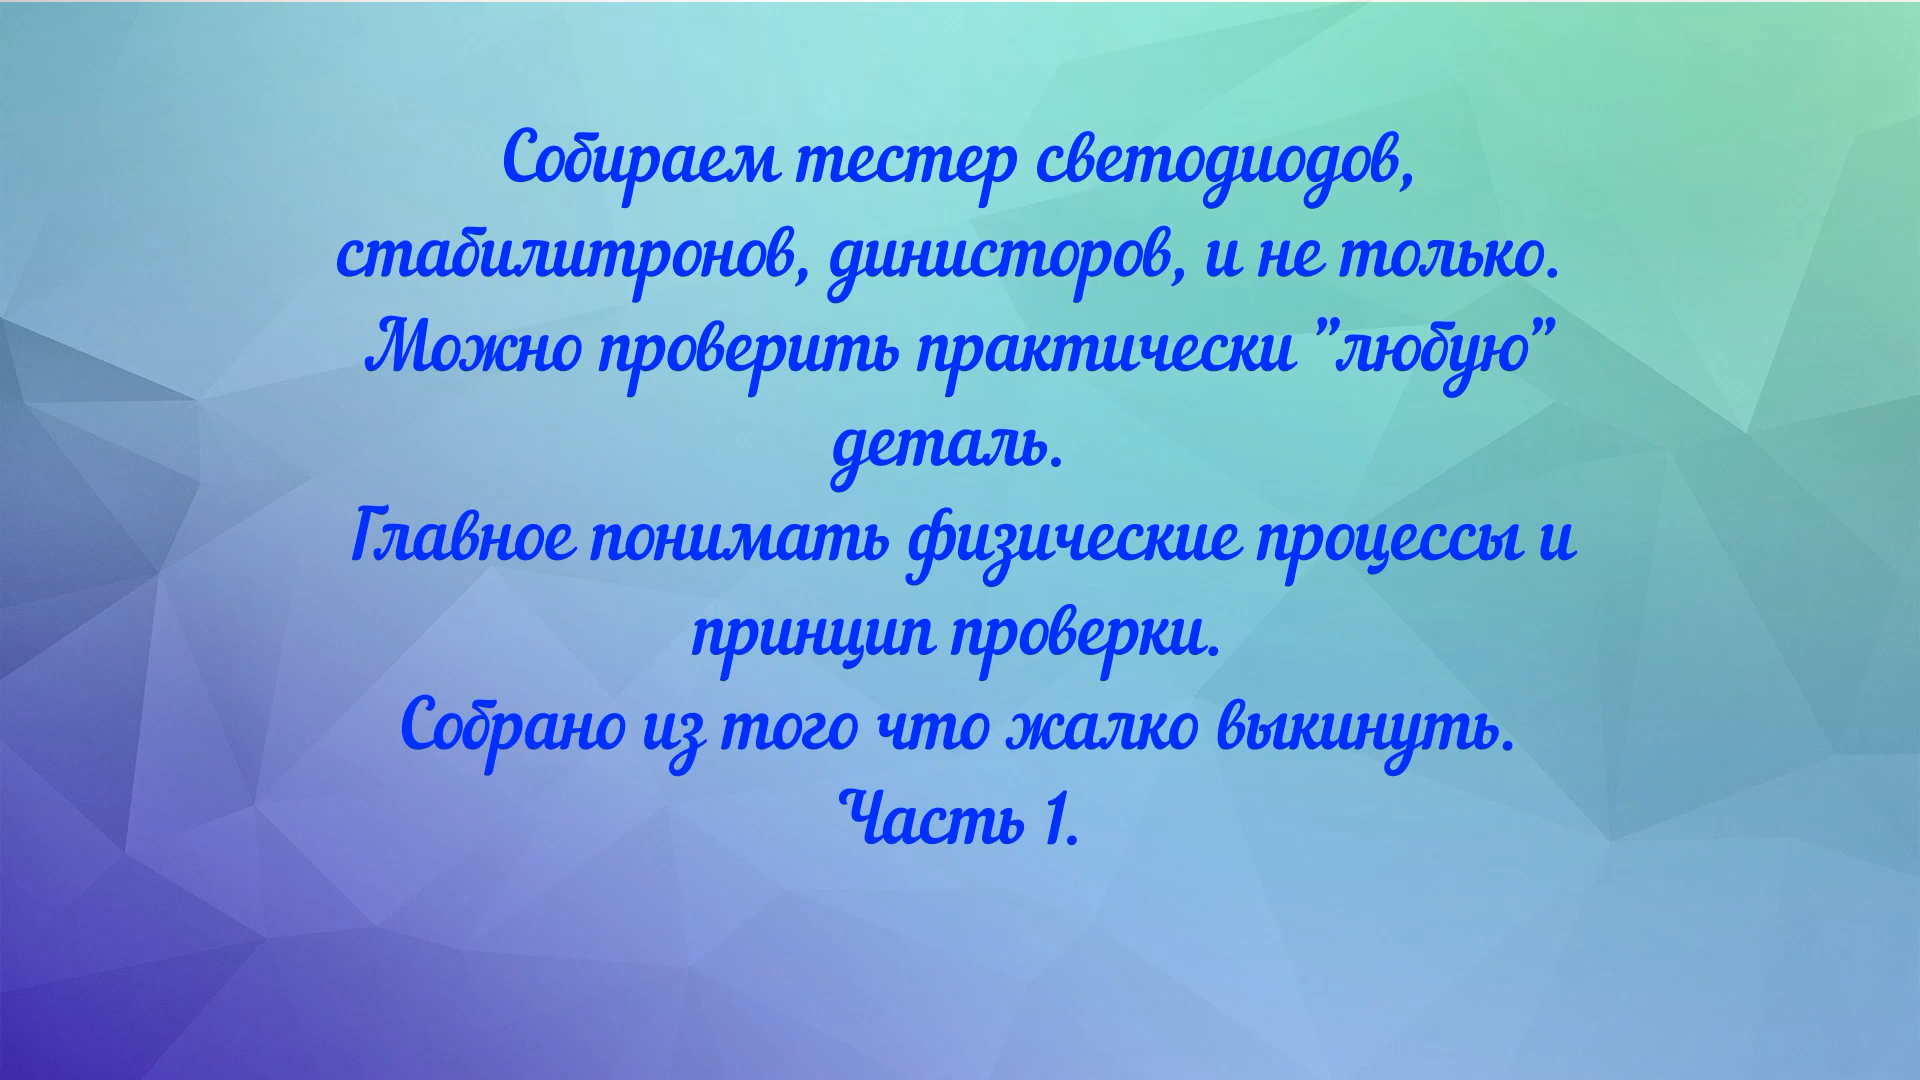 Собираем тестер светодиодов,
стабилитронов, динисторов, и не только.
Можно проверить практически "любую"
деталь.
Главное понимать физические процессы и
принцип проверки.
Собрано из того что жалко выкинуть.
Часть 1.